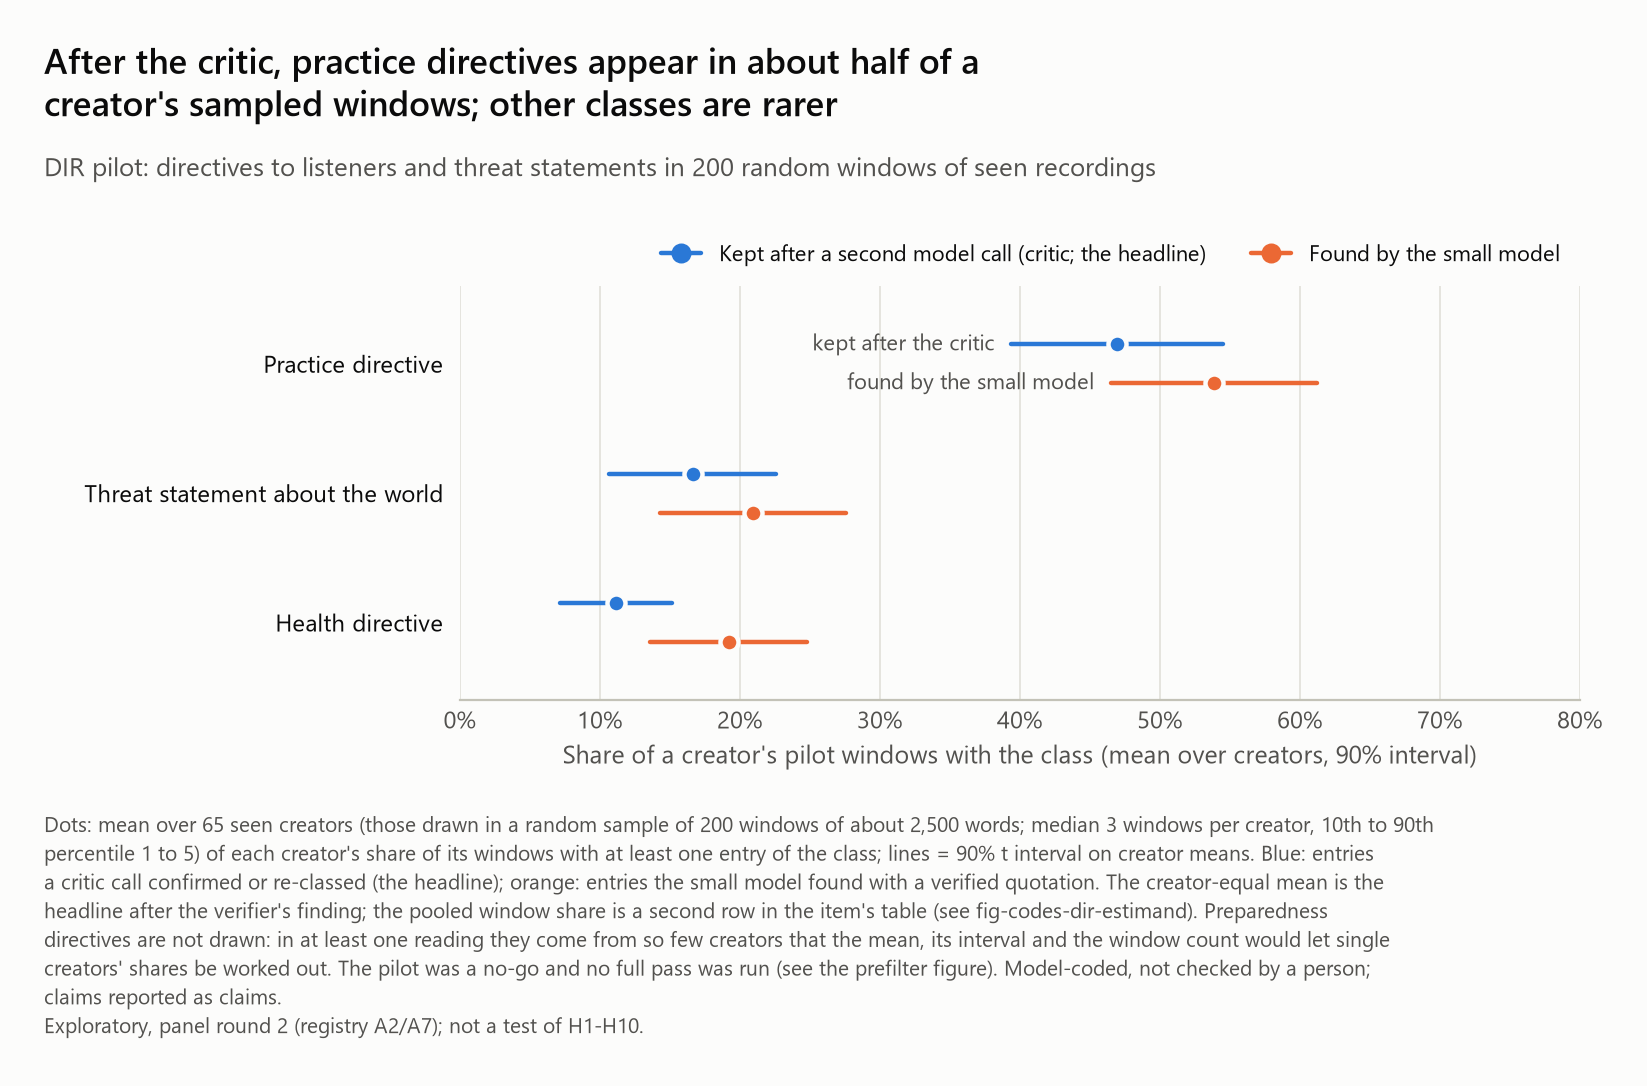 After the critic, practice directives appear in about half of a
creator's sampled windows; other classes are rarer
DIR pilot: directives to listeners and threat statements in 200 random windows of seen recordings
Kept after a second model call (critic; the headline)
Found by the small model
Practice directive
kept after the critic
found by the small model
Threat statement about the world
Health directive
0% 10% 20% 30% 40% 50% 60% 70% 80%
Share of a creator's pilot windows with the class (mean over creators, 90% interval)
Dots: mean over 65 seen creators (those drawn in a random sample of 200 windows of about 2,500 words; median 3 windows per creator, 10th to 90th
percentile 1 to 5) of each creator's share of its windows with at least one entry of the class; lines = 90% t interval on creator means. Blue: entries
a critic call confirmed or re-classed (the headline); orange: entries the small model found with a verified quotation. The creator-equal mean is the
headline after the verifier's finding; the pooled window share is a second row in the item's table (see fig-codes-dir-estimand). Preparedness
directives are not drawn: in at least one reading they come from so few creators that the mean, its interval and the window count would let single
creators' shares be worked out. The pilot was a no-go and no full pass was run (see the prefilter figure). Model-coded, not checked by a person;
claims reported as claims.
Exploratory, panel round 2 (registry A2/A7); not a test of H1-H10.